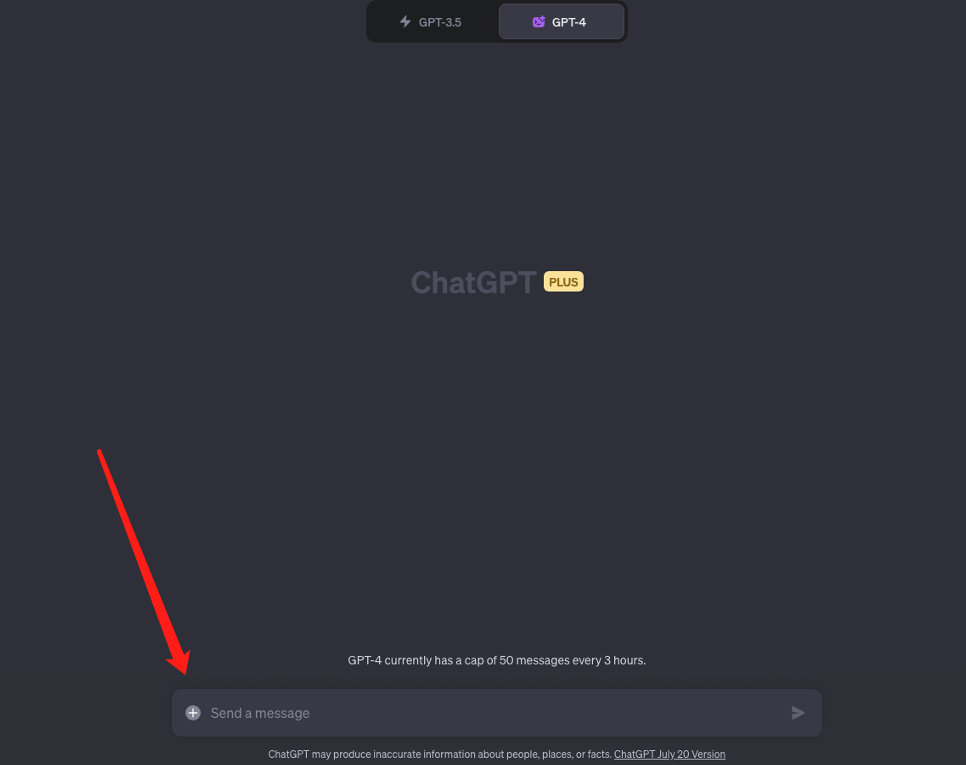 GPT-3.5 GPT-4
ChatGPT PLUS
GPT-4 currently has a cap of 50 messages every 3 hours.
Send a message
ChatGPT may produce inaccurate information about people, places, or facts. ChatGPT July 20 Version